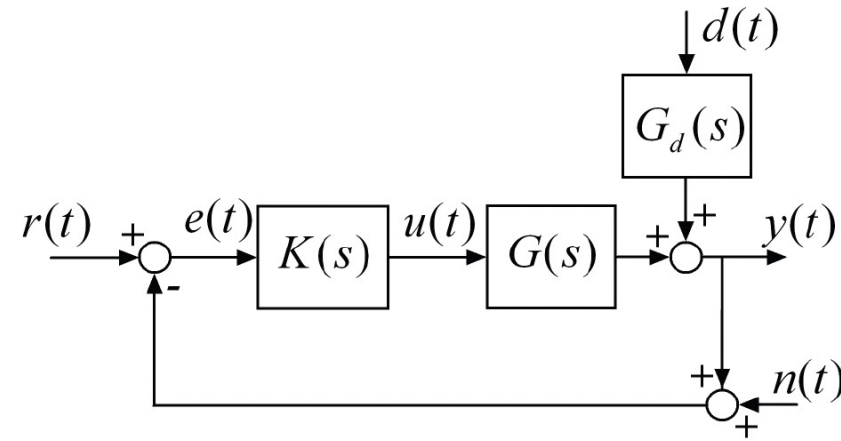 d(t)
G_d(s)
r(t) + e(t) K(s) u(t) G(s) + + y(t)
-
+ n(t)
+